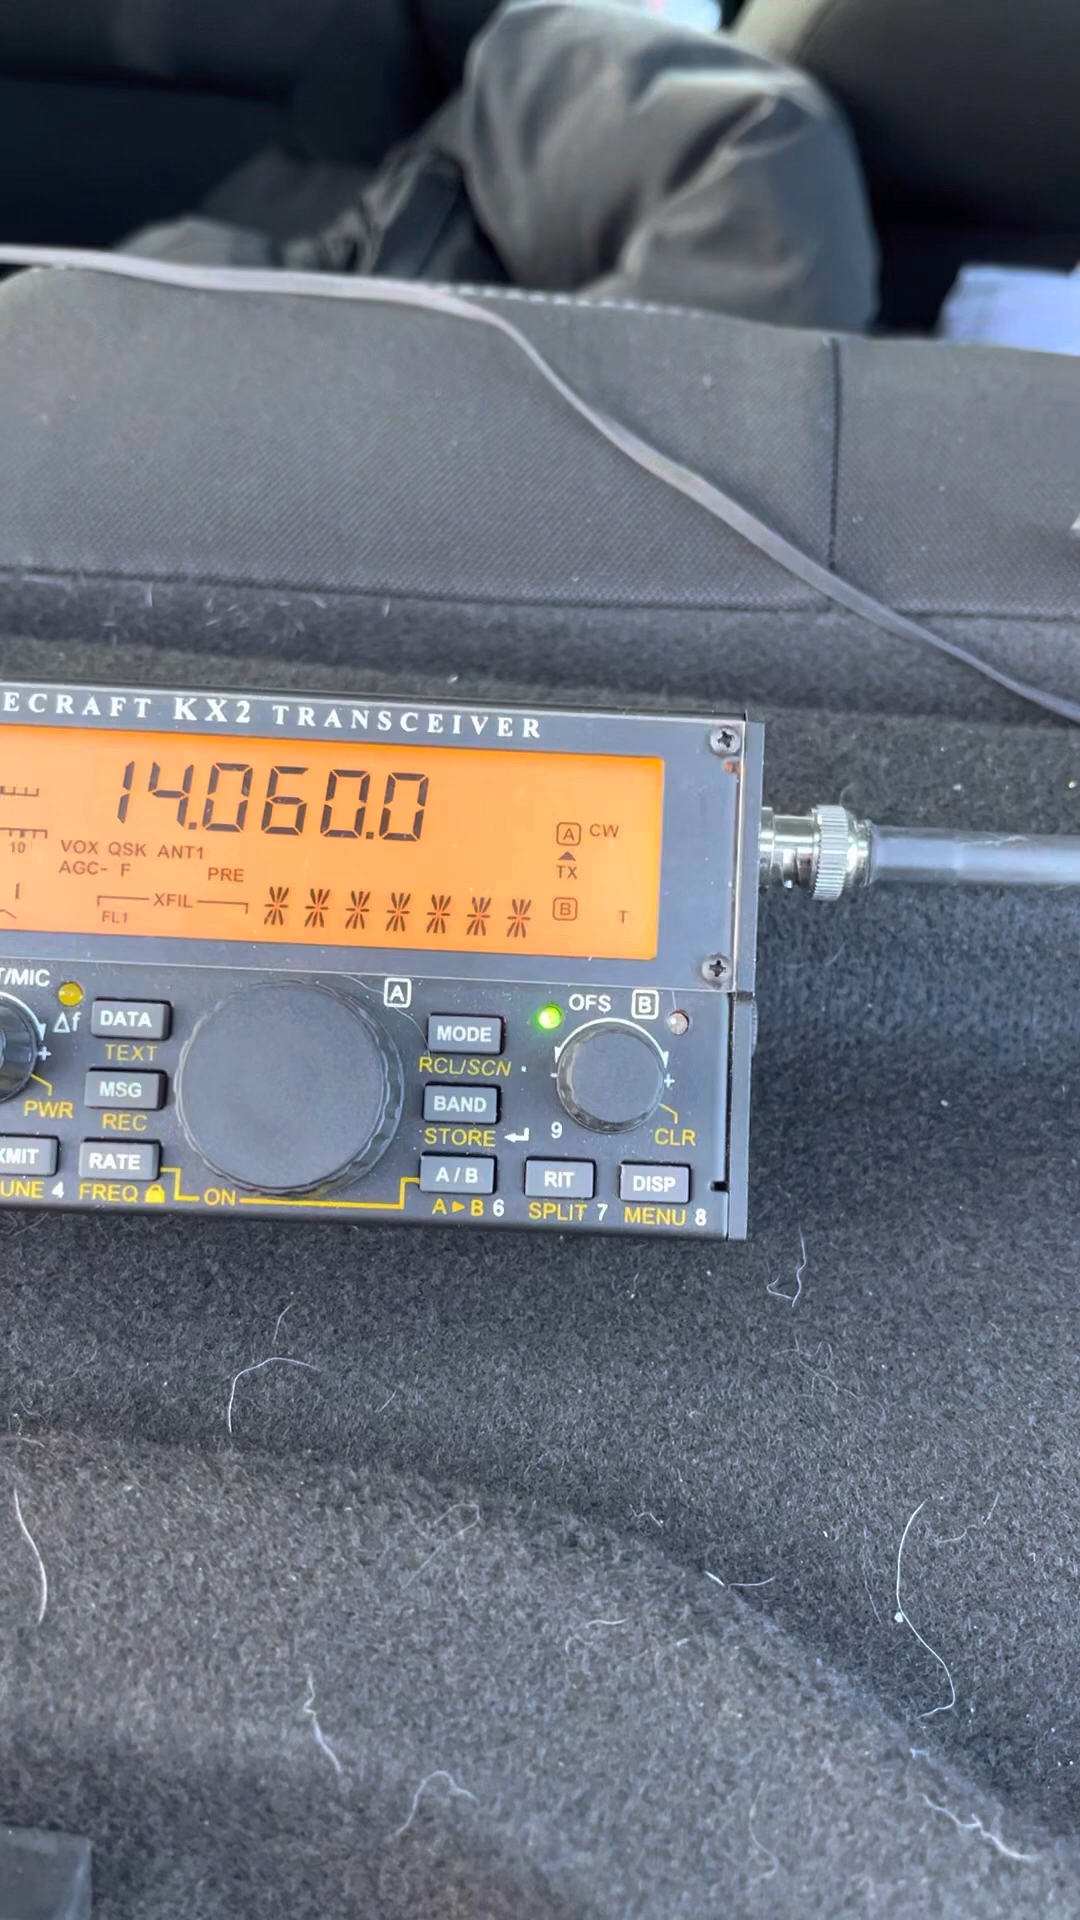 ECRAFT KX2 TRANSCEIVER
14.060.0
10
VOX QSK ANT1
AGC- F
PRE
XFIL
FL1
A CW
TX
B
T
T/MIC
Δf
+
PWR
DATA
TEXT
MSG
REC
XMIT
UNE 4
RATE
FREQ
ON
A
MODE
RCL/SCN .
BAND
STORE
9
A/B
A ▸ B 6
OFS B
-
+
CLR
RIT
SPLIT 7
DISP
MENU 8